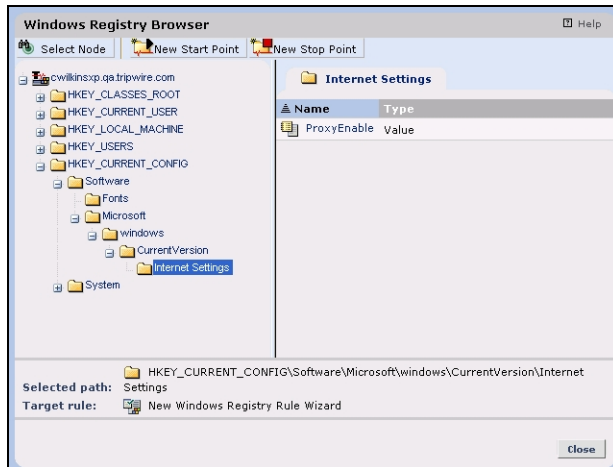 Windows Registry Browser
Help
Select Node
New Start Point
New Stop Point
cwilkinsxp.qa.tripwire.com
HKEY_CLASSES_ROOT
HKEY_CURRENT_USER
HKEY_LOCAL_MACHINE
HKEY_USERS
HKEY_CURRENT_CONFIG
Software
Fonts
Microsoft
windows
CurrentVersion
Internet Settings
System
Internet Settings
Name Type
ProxyEnable Value
HKEY_CURRENT_CONFIG\Software\Microsoft\windows\CurrentVersion\Internet
Selected path: Settings
Target rule: New Windows Registry Rule Wizard
Close